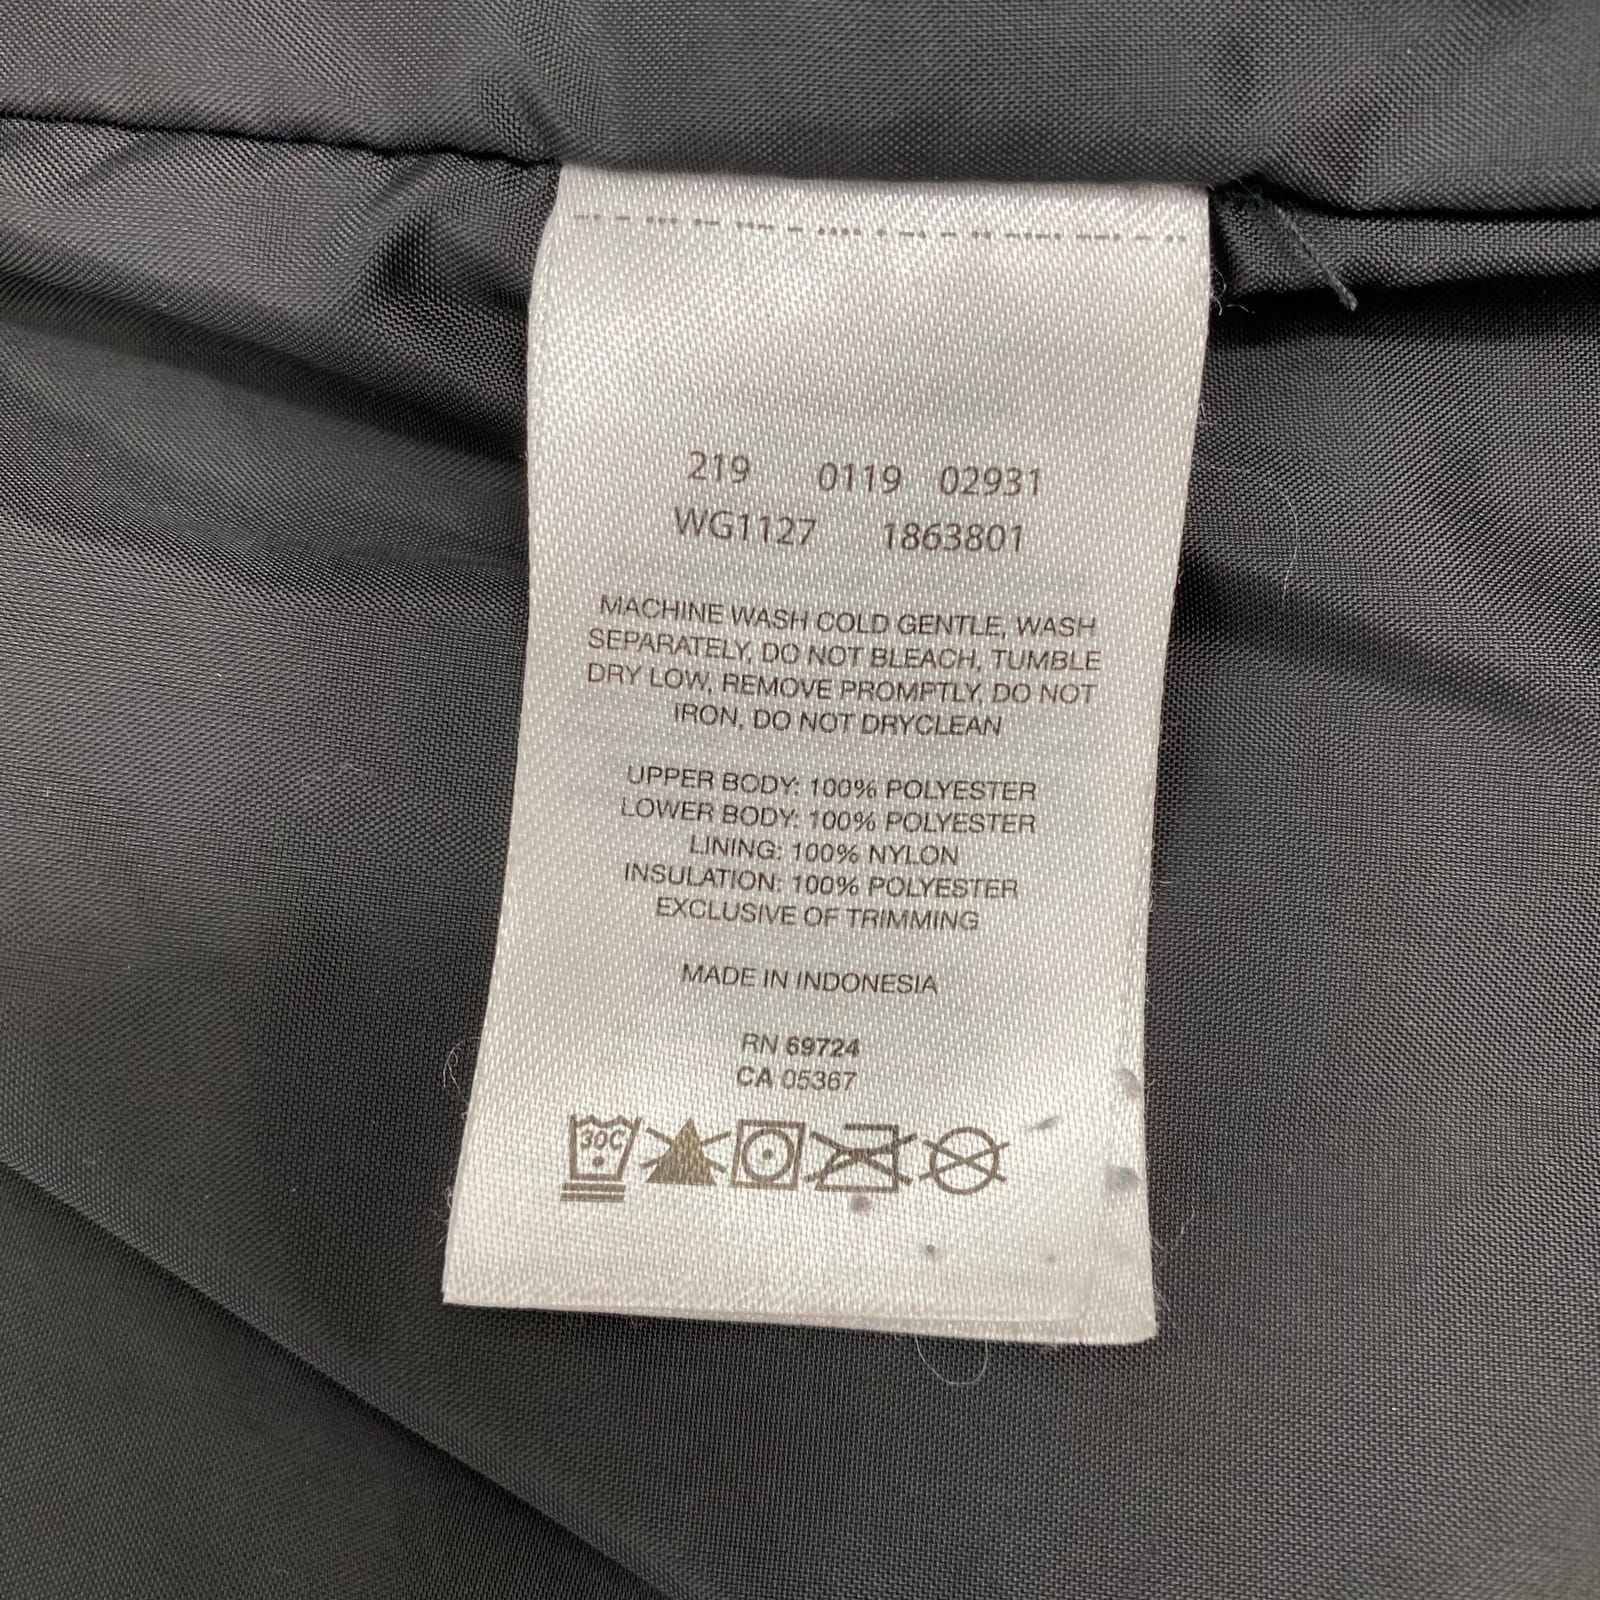 219 0119 02931
WG1127 1863801
MACHINE WASH COLD GENTLE, WASH
SEPARATELY, DO NOT BLEACH, TUMBLE
DRY LOW, REMOVE PROMPTLY, DO NOT
IRON, DO NOT DRYCLEAN
UPPER BODY: 100% POLYESTER
LOWER BODY: 100% POLYESTER
LINING: 100% NYLON
INSULATION: 100% POLYESTER
EXCLUSIVE OF TRIMMING
MADE IN INDONESIA
RN 69724
CA 05367
30C